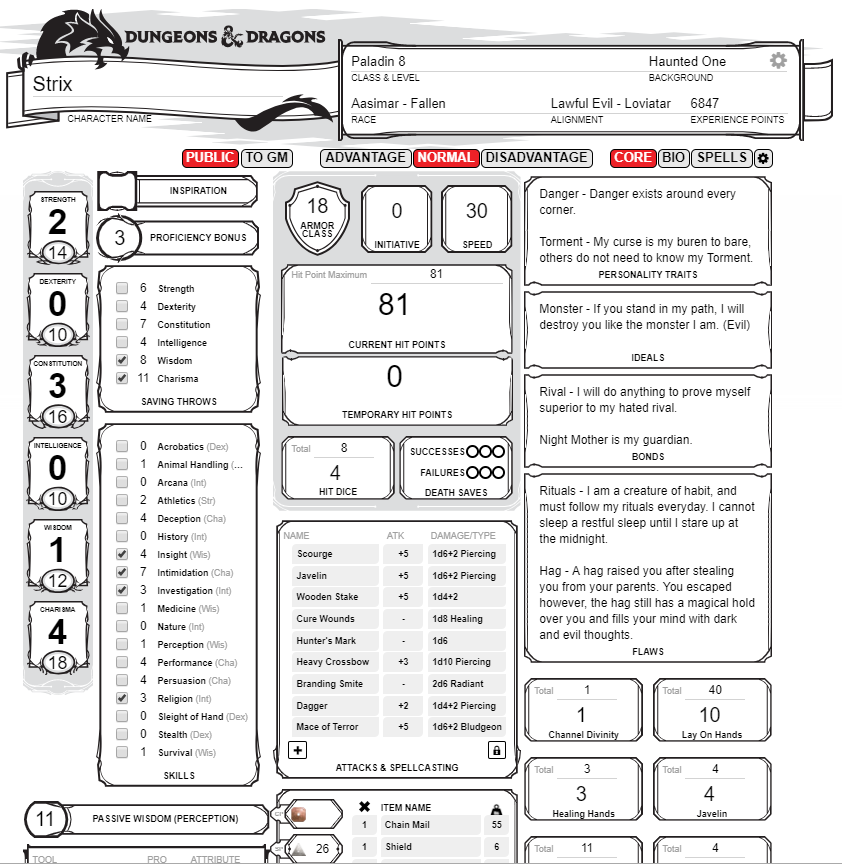 DUNGEONS & DRAGONS
Strix
CHARACTER NAME
Paladin 8
Haunted One
CLASS & LEVEL
BACKGROUND
Aasimar - Fallen
Lawful Evil - Loviatar
6847
RACE
ALIGNMENT
EXPERIENCE POINTS
PUBLIC TO GM
ADVANTAGE NORMAL DISADVANTAGE
CORE BIO SPELLS
STRENGTH
2
14
DEXTERITY
0
10
CONSTITUTION
3
16
INTELLIGENCE
0
10
WISDOM
1
12
CHARISMA
4
18
INSPIRATION
3 PROFICIENCY BONUS
6 Strength
4 Dexterity
7 Constitution
4 Intelligence
8 Wisdom
11 Charisma
SAVING THROWS
0 Acrobatics (Dex)
1 Animal Handling (...
0 Arcana (Int)
2 Athletics (Str)
4 Deception (Cha)
0 History (Int)
4 Insight (Wis)
7 Intimidation (Cha)
3 Investigation (Int)
1 Medicine (Wis)
0 Nature (Int)
1 Perception (Wis)
4 Performance (Cha)
4 Persuasion (Cha)
3 Religion (Int)
0 Sleight of Hand (Dex)
0 Stealth (Dex)
1 Survival (Wis)
SKILLS
11 PASSIVE WISDOM (PERCEPTION)
TOOL PRO ATTRIBUTE
18
ARMOR
CLASS
0
INITIATIVE
30
SPEED
Hit Point Maximum 81
81
CURRENT HIT POINTS
0
TEMPORARY HIT POINTS
Total 8
4
HIT DICE
SUCCESSES
FAILURES
DEATH SAVES
NAME ATK DAMAGE/TYPE
Scourge +5 1d6+2 Piercing
Javelin +5 1d6+2 Piercing
Wooden Stake +5 1d4+2
Cure Wounds - 1d8 Healing
Hunter's Mark - 1d6
Heavy Crossbow +3 1d10 Piercing
Branding Smite - 2d6 Radiant
Dagger +2 1d4+2 Piercing
Mace of Terror +5 1d6+2 Bludgeon
ATTACKS & SPELLCASTING
ITEM NAME
1 Chain Mail 55
26
1 Shield 6
Danger - Danger exists around every
corner.
Torment - My curse is my buren to bare,
others do not need to know my Torment.
PERSONALITY TRAITS
Monster - If you stand in my path, I will
destroy you like the monster I am. (Evil)
IDEALS
Rival - I will do anything to prove myself
superior to my hated rival.
Night Mother is my guardian.
BONDS
Rituals - I am a creature of habit, and
must follow my rituals everyday. I cannot
sleep a restful sleep until I stare up at
the midnight.
Hag - A hag raised you after stealing
you from your parents. You escaped
however, the hag still has a magical hold
over you and fills your mind with dark
and evil thoughts.
FLAWS
Total 1
1
Channel Divinity
Total 40
10
Lay On Hands
Total 3
3
Healing Hands
Total 4
4
Javelin
Total 11
Total 4